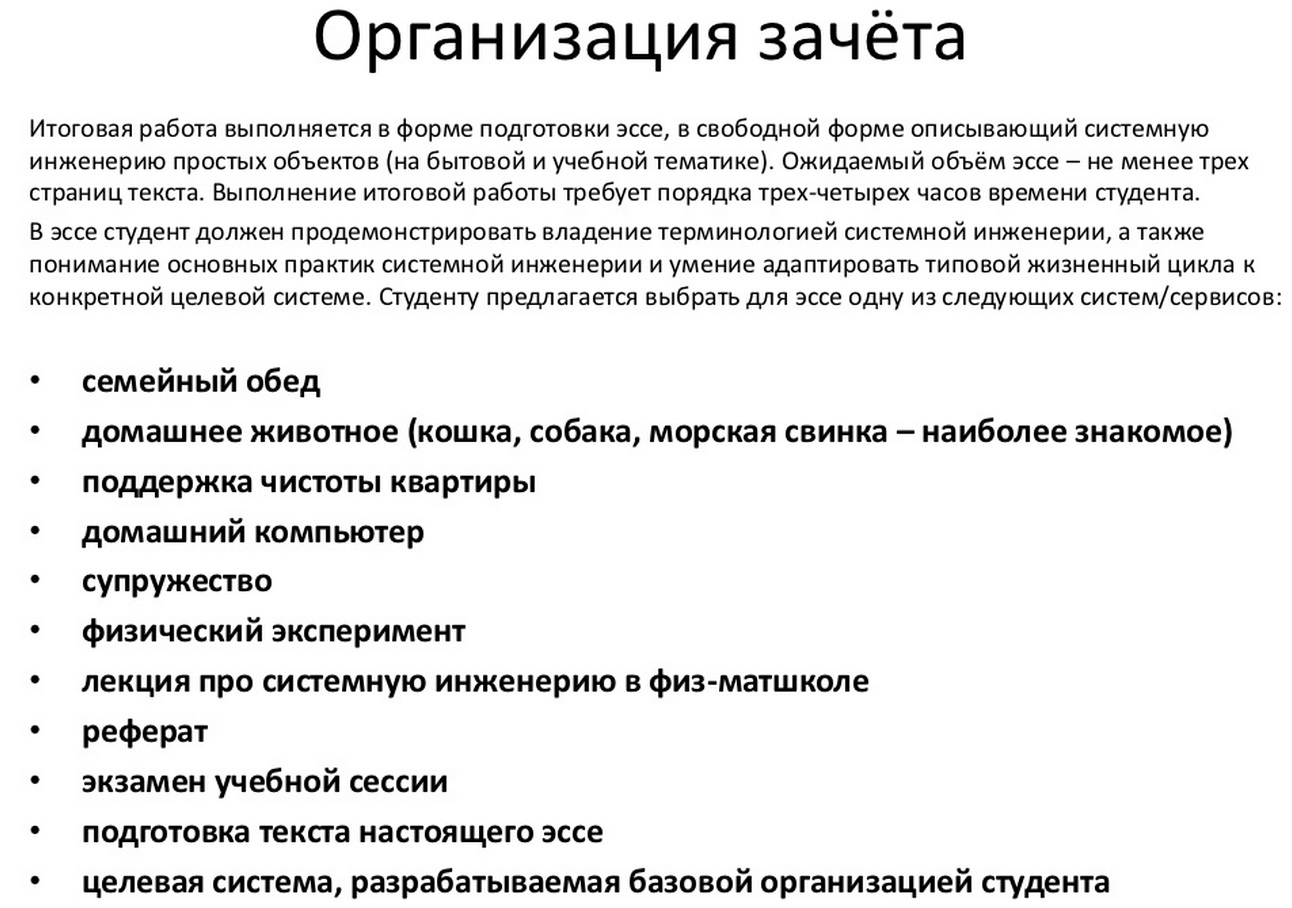 Организация зачёта
Итоговая работа выполняется в форме подготовки эссе, в свободной форме описывающий системную
инженерию простых объектов (на бытовой и учебной тематике). Ожидаемый объём эссе – не менее трех
страниц текста. Выполнение итоговой работы требует порядка трех-четырех часов времени студента.
В эссе студент должен продемонстрировать владение терминологией системной инженерии, а также
понимание основных практик системной инженерии и умение адаптировать типовой жизненный цикла к
конкретной целевой системе. Студенту предлагается выбрать для эссе одну из следующих систем/сервисов:
• семейный обед
• домашнее животное (кошка, собака, морская свинка – наиболее знакомое)
• поддержка чистоты квартиры
• домашний компьютер
• супружество
• физический эксперимент
• лекция про системную инженерию в физ-матшколе
• реферат
• экзамен учебной сессии
• подготовка текста настоящего эссе
• целевая система, разрабатываемая базовой организацией студента